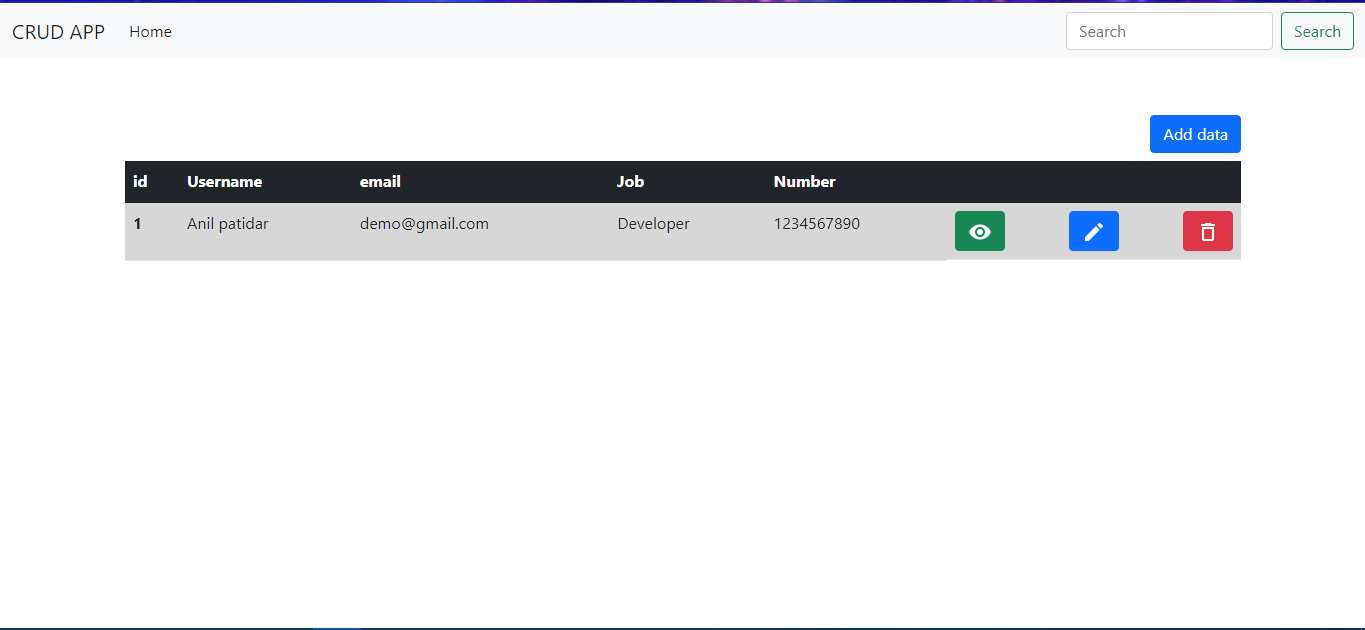 CRUD APP Home Search Search
Add data
id Username email Job Number
1 Anil patidar demo@gmail.com Developer 1234567890